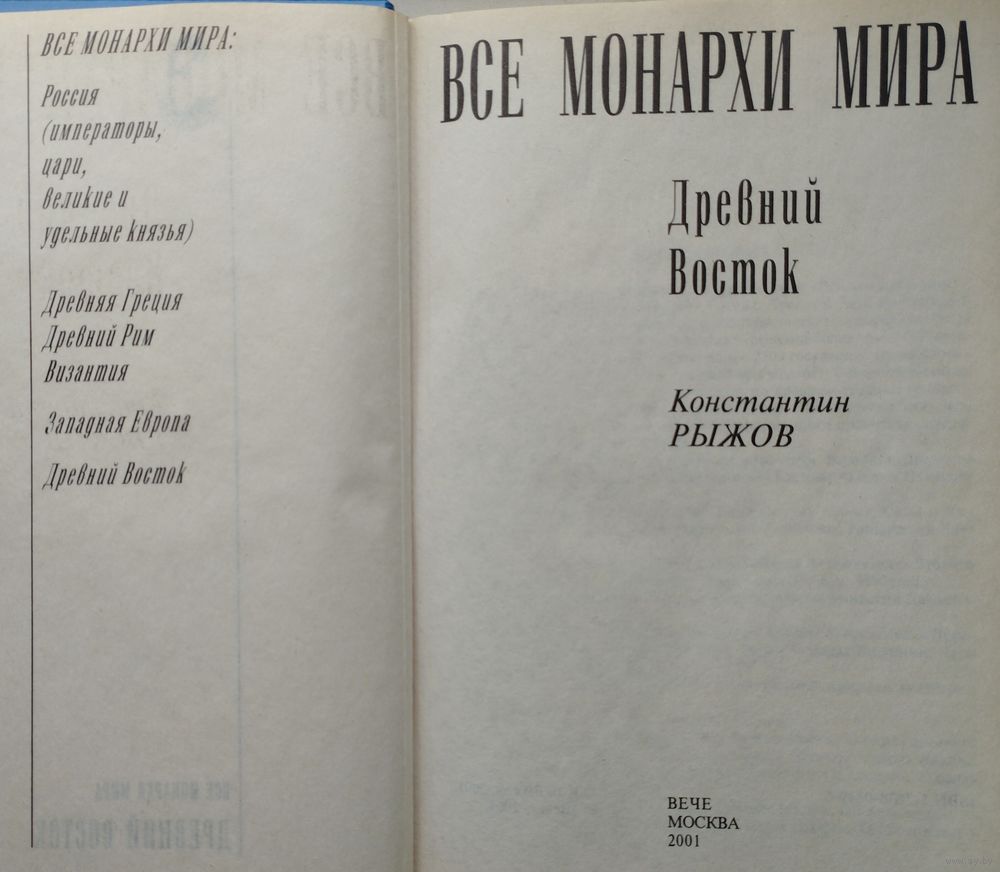 ВСЕ МОНАРХИ МИРА:
Россия
(императоры,
цари,
великие и
удельные князья)
Древняя Греция
Древний Рим
Византия
Западная Европа
Древний Восток
ВСЕ МОНАРХИ МИРА
Древний
Восток
Константин
РЫЖОВ
ВЕЧЕ
МОСКВА
2001